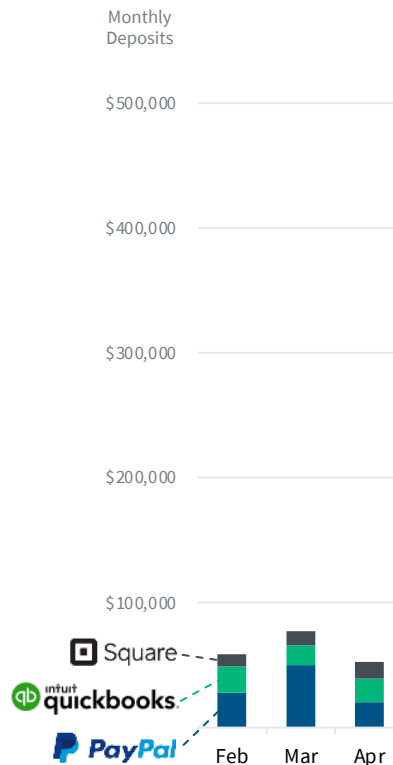 Monthly
Deposits
$500,000
$400,000
$300,000
$200,000
$100,000
Square
qb intuit
quickbooks.
PayPal
Feb Mar Apr